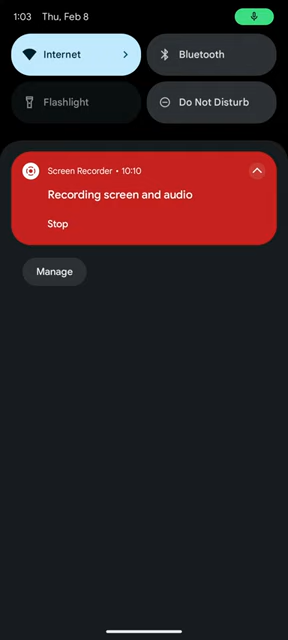 1:03 Thu, Feb 8
Internet
Bluetooth
Flashlight
Do Not Disturb
Screen Recorder • 10:10
Recording screen and audio
Stop
Manage